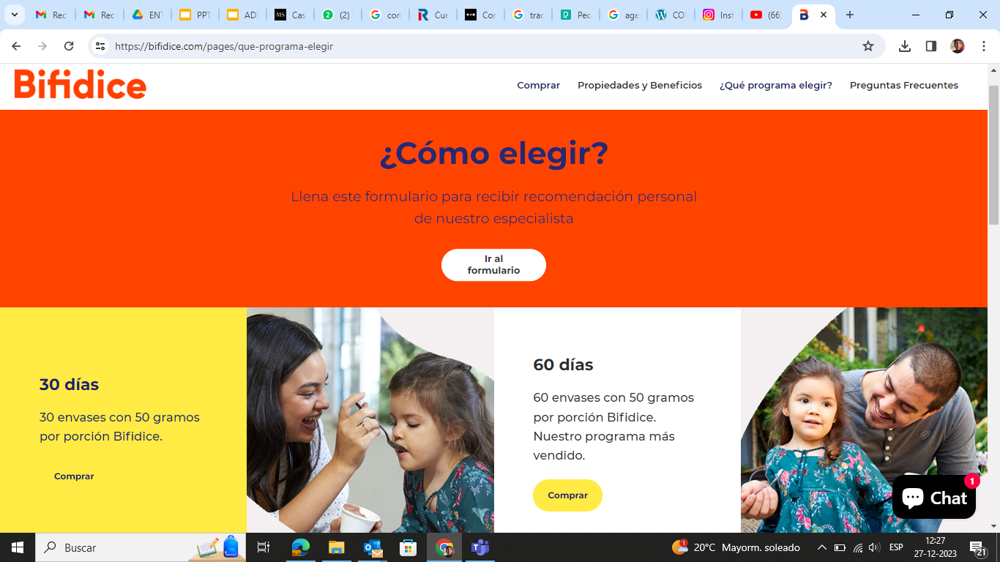 Rec
Rec
ENT
PPT
ADI
MS
Cas
2
(2)
con
Cue
Cor
trac
Pec
age
COI
Inst
(66)
https://bifidice.com/pages/que-programa-elegir
Bifidice
Comprar
Propiedades y Beneficios
¿Qué programa elegir?
Preguntas Frecuentes
¿Cómo elegir?
Llena este formulario para recibir recomendación personal
de nuestro especialista
Ir al
formulario
30 días
30 envases con 50 gramos
por porción Bifidice.
Comprar
60 días
60 envases con 50 gramos
por porción Bifidice.
Nuestro programa más
vendido.
Comprar
Chat
1
Buscar
1
20°C Mayorm. soleado
ESP
12:27
27-12-2023
21